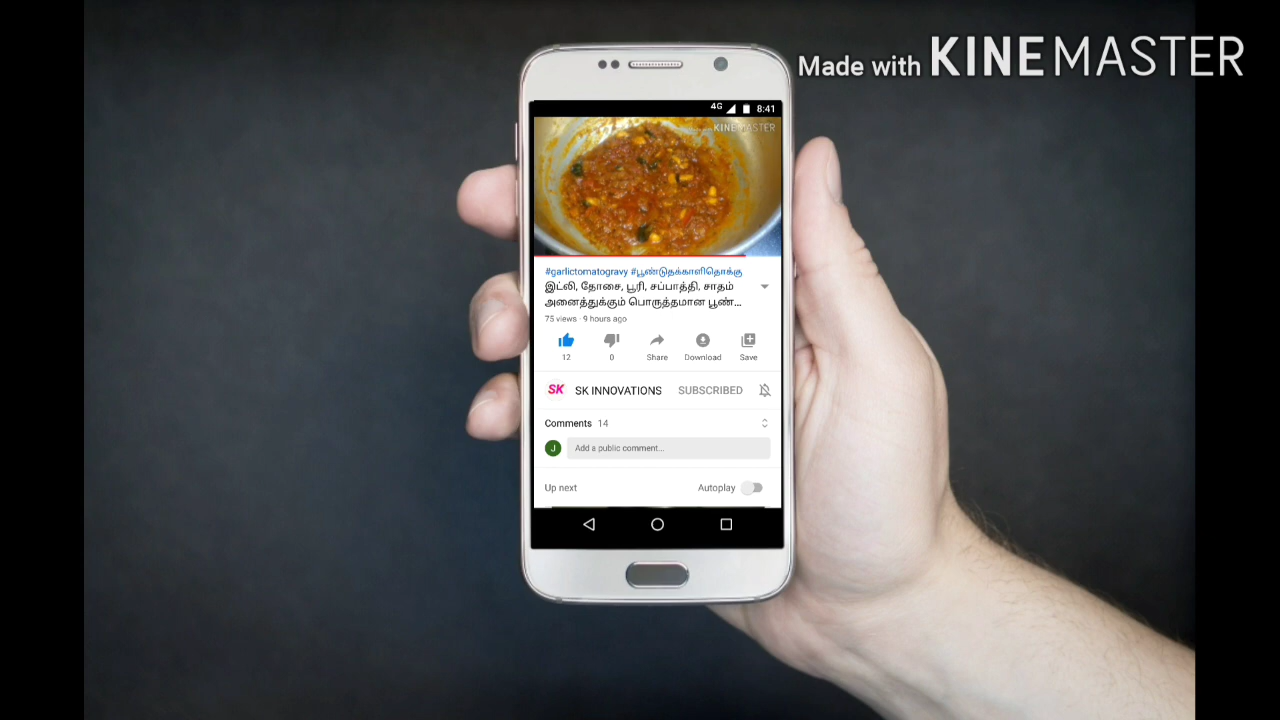 Made with KINEMASTER
4G 8:41
KINEMASTER
#garlictomatogravy #பூண்டுதக்காளிதொக்கு
இட்லி, தோசை, பூரி, சப்பாத்தி, சாதம்
அனைத்துக்கும் பொருத்தமான பூண்...
75 views · 9 hours ago
12 0 Share Download Save
SK SK INNOVATIONS SUBSCRIBED
Comments 14
J Add a public comment...
Up next Autoplay